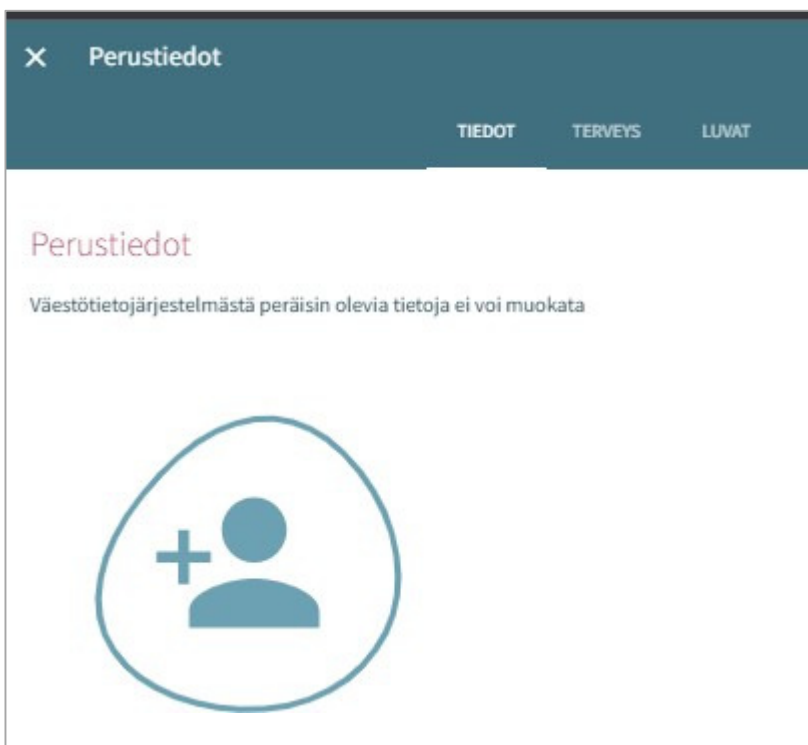 Perustiedot
TIEDOT TERVEYS LUVAT
Perustiedot
Väestötietojärjestelmästä peräisin olevia tietoja ei voi muokata